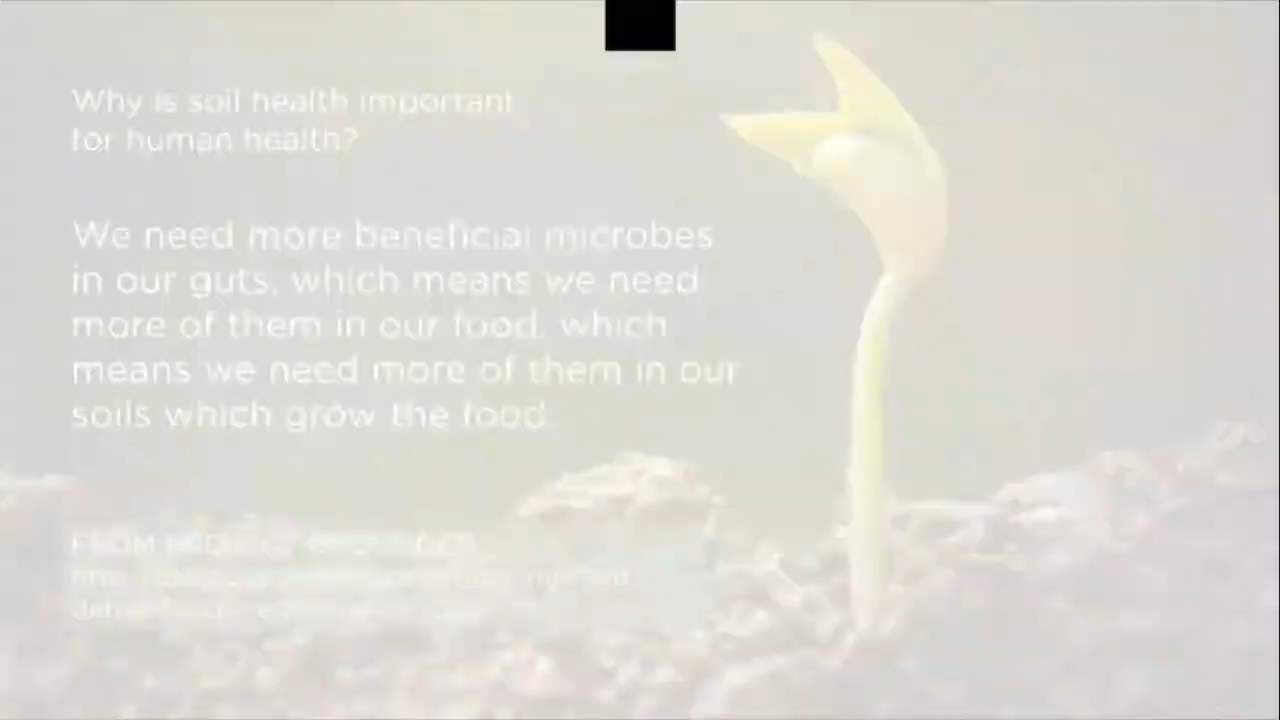 Why is soil health important
for human health?
We need more beneficial microbes
in our guts, which means we need
more of them in our food, which
means we need more of them in our
soils which grow the food.
FROM